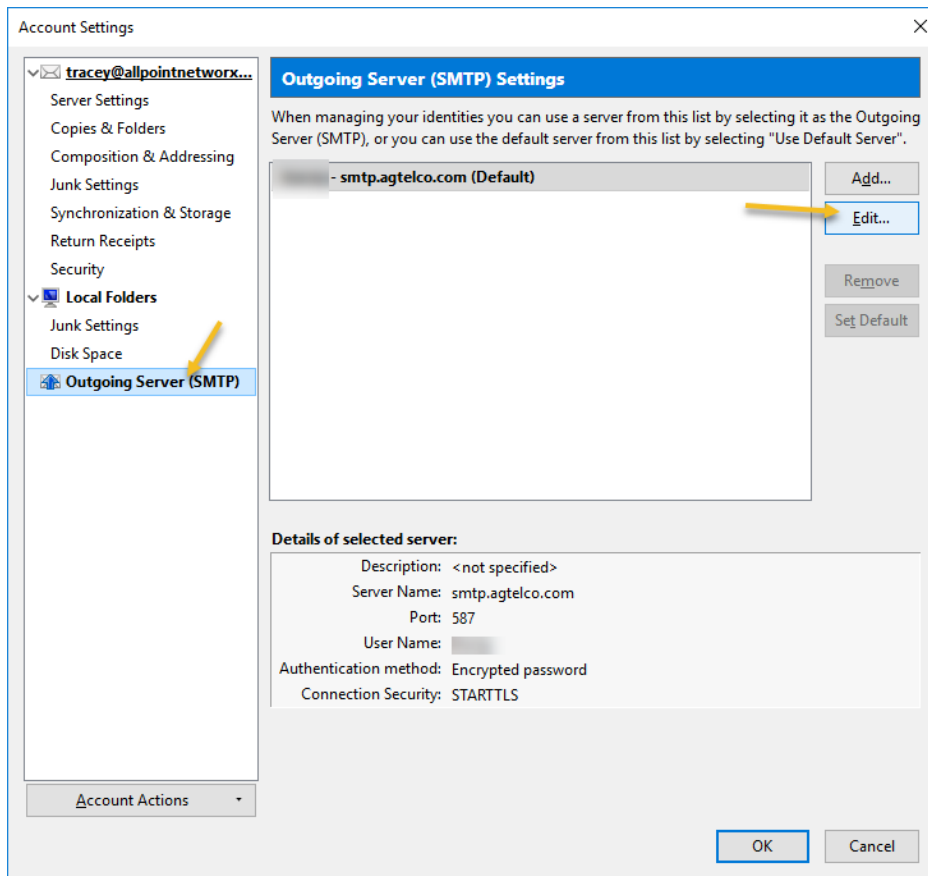 Account Settings
tracey@allpointnetworx...
Server Settings
Copies & Folders
Composition & Addressing
Junk Settings
Synchronization & Storage
Return Receipts
Security
Local Folders
Junk Settings
Disk Space
Outgoing Server (SMTP)
Account Actions
Outgoing Server (SMTP) Settings
When managing your identities you can use a server from this list by selecting it as the Outgoing
Server (SMTP), or you can use the default server from this list by selecting "Use Default Server".
- smtp.agtelco.com (Default)
Add...
Edit...
Remove
Set Default
Details of selected server:
Description: <not specified>
Server Name: smtp.agtelco.com
Port: 587
User Name:
Authentication method: Encrypted password
Connection Security: STARTTLS
OK
Cancel